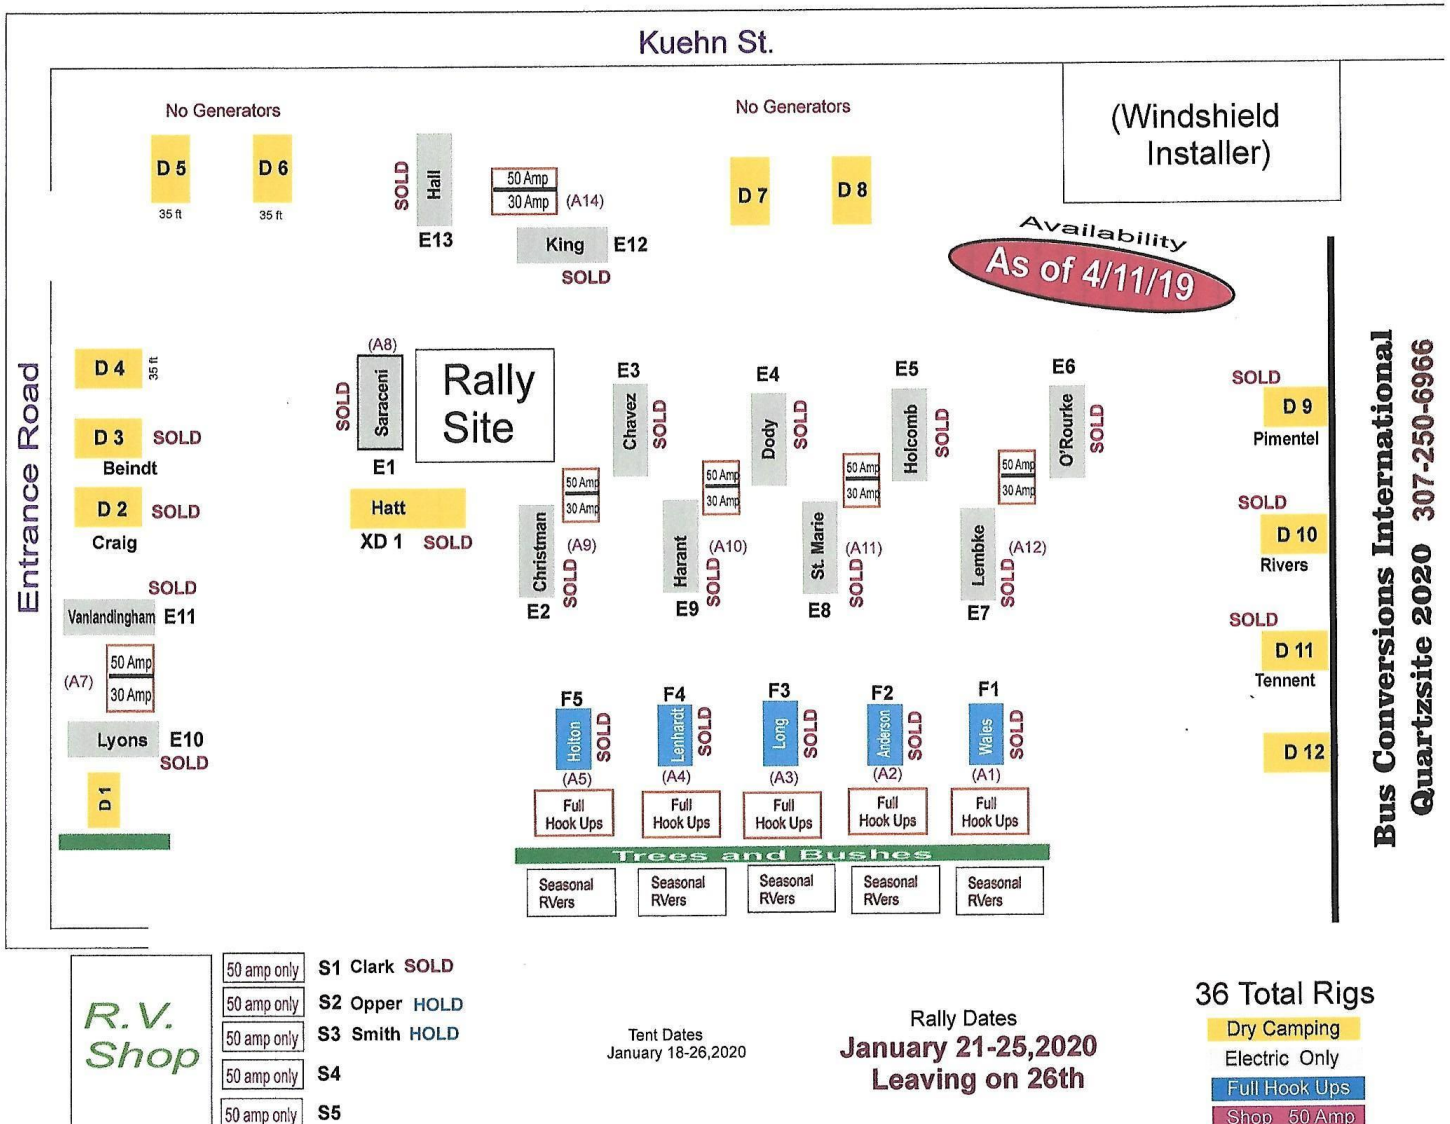 Kuehn St.
No Generators
No Generators
(Windshield
Installer)
D 5
35 ft
D 6
35 ft
SOLD
Hall
E13
50 Amp
30 Amp
(A14)
King
E12
SOLD
D 7
D 8
Availability
As of 4/11/19
Entrance Road
D 4
35 ft
D 3
SOLD
Beindt
D 2
SOLD
Craig
SOLD
Vanlandingham
E11
50 Amp
30 Amp
(A7)
Lyons
E10
SOLD
D 1
(A8)
SOLD
Saraceni
E1
Rally
Site
Hatt
XD 1
SOLD
E3
Chavez
SOLD
E4
Dody
SOLD
E5
Holcomb
SOLD
E6
O'Rourke
SOLD
50 Amp
30 Amp
50 Amp
30 Amp
50 Amp
30 Amp
50 Amp
30 Amp
Christman
(A9)
SOLD
E2
Harant
(A10)
SOLD
E9
St. Marie
(A11)
SOLD
E8
Lembke
(A12)
SOLD
E7
SOLD
D 9
Pimentel
SOLD
D 10
Rivers
SOLD
D 11
Tennent
D 12
Bus Conversions International
Quartzsite 2020 307-250-6966
F5
Holton
SOLD
(A5)
F4
Lenhardt
SOLD
(A4)
F3
Long
SOLD
(A3)
F2
Anderson
SOLD
(A2)
F1
Wales
SOLD
(A1)
Full
Hook Ups
Full
Hook Ups
Full
Hook Ups
Full
Hook Ups
Full
Hook Ups
Trees and Bushes
Seasonal
RVers
Seasonal
RVers
Seasonal
RVers
Seasonal
RVers
Seasonal
RVers
R.V.
Shop
50 amp only S1 Clark SOLD
50 amp only S2 Opper HOLD
50 amp only S3 Smith HOLD
50 amp only S4
50 amp only S5
Tent Dates
January 18-26,2020
Rally Dates
January 21-25,2020
Leaving on 26th
36 Total Rigs
Dry Camping
Electric Only
Full Hook Ups
Shop 50 Amp